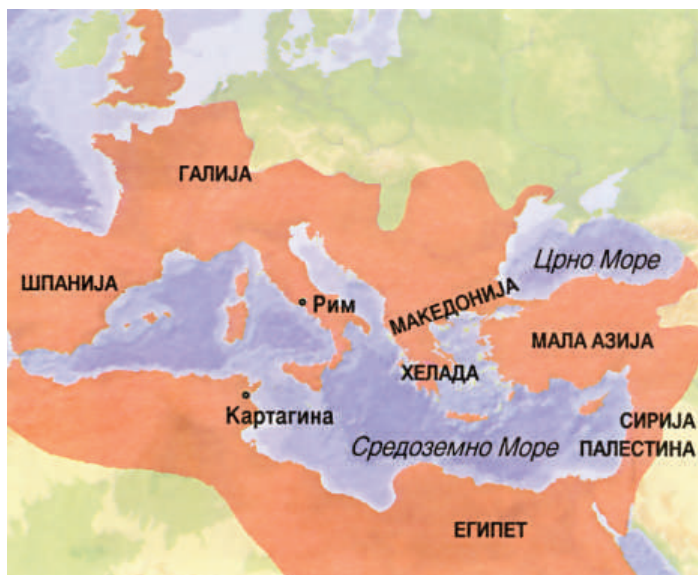 ГАЛИЈА
Црно Море
ШПАНИЈА
Рим
МАКЕДОНИЈА
МАЛА АЗИЈА
ХЕЛАДА
Картагина
СИРИЈА
Средоземно Море
ПАЛЕСТИНА
ЕГИПЕТ